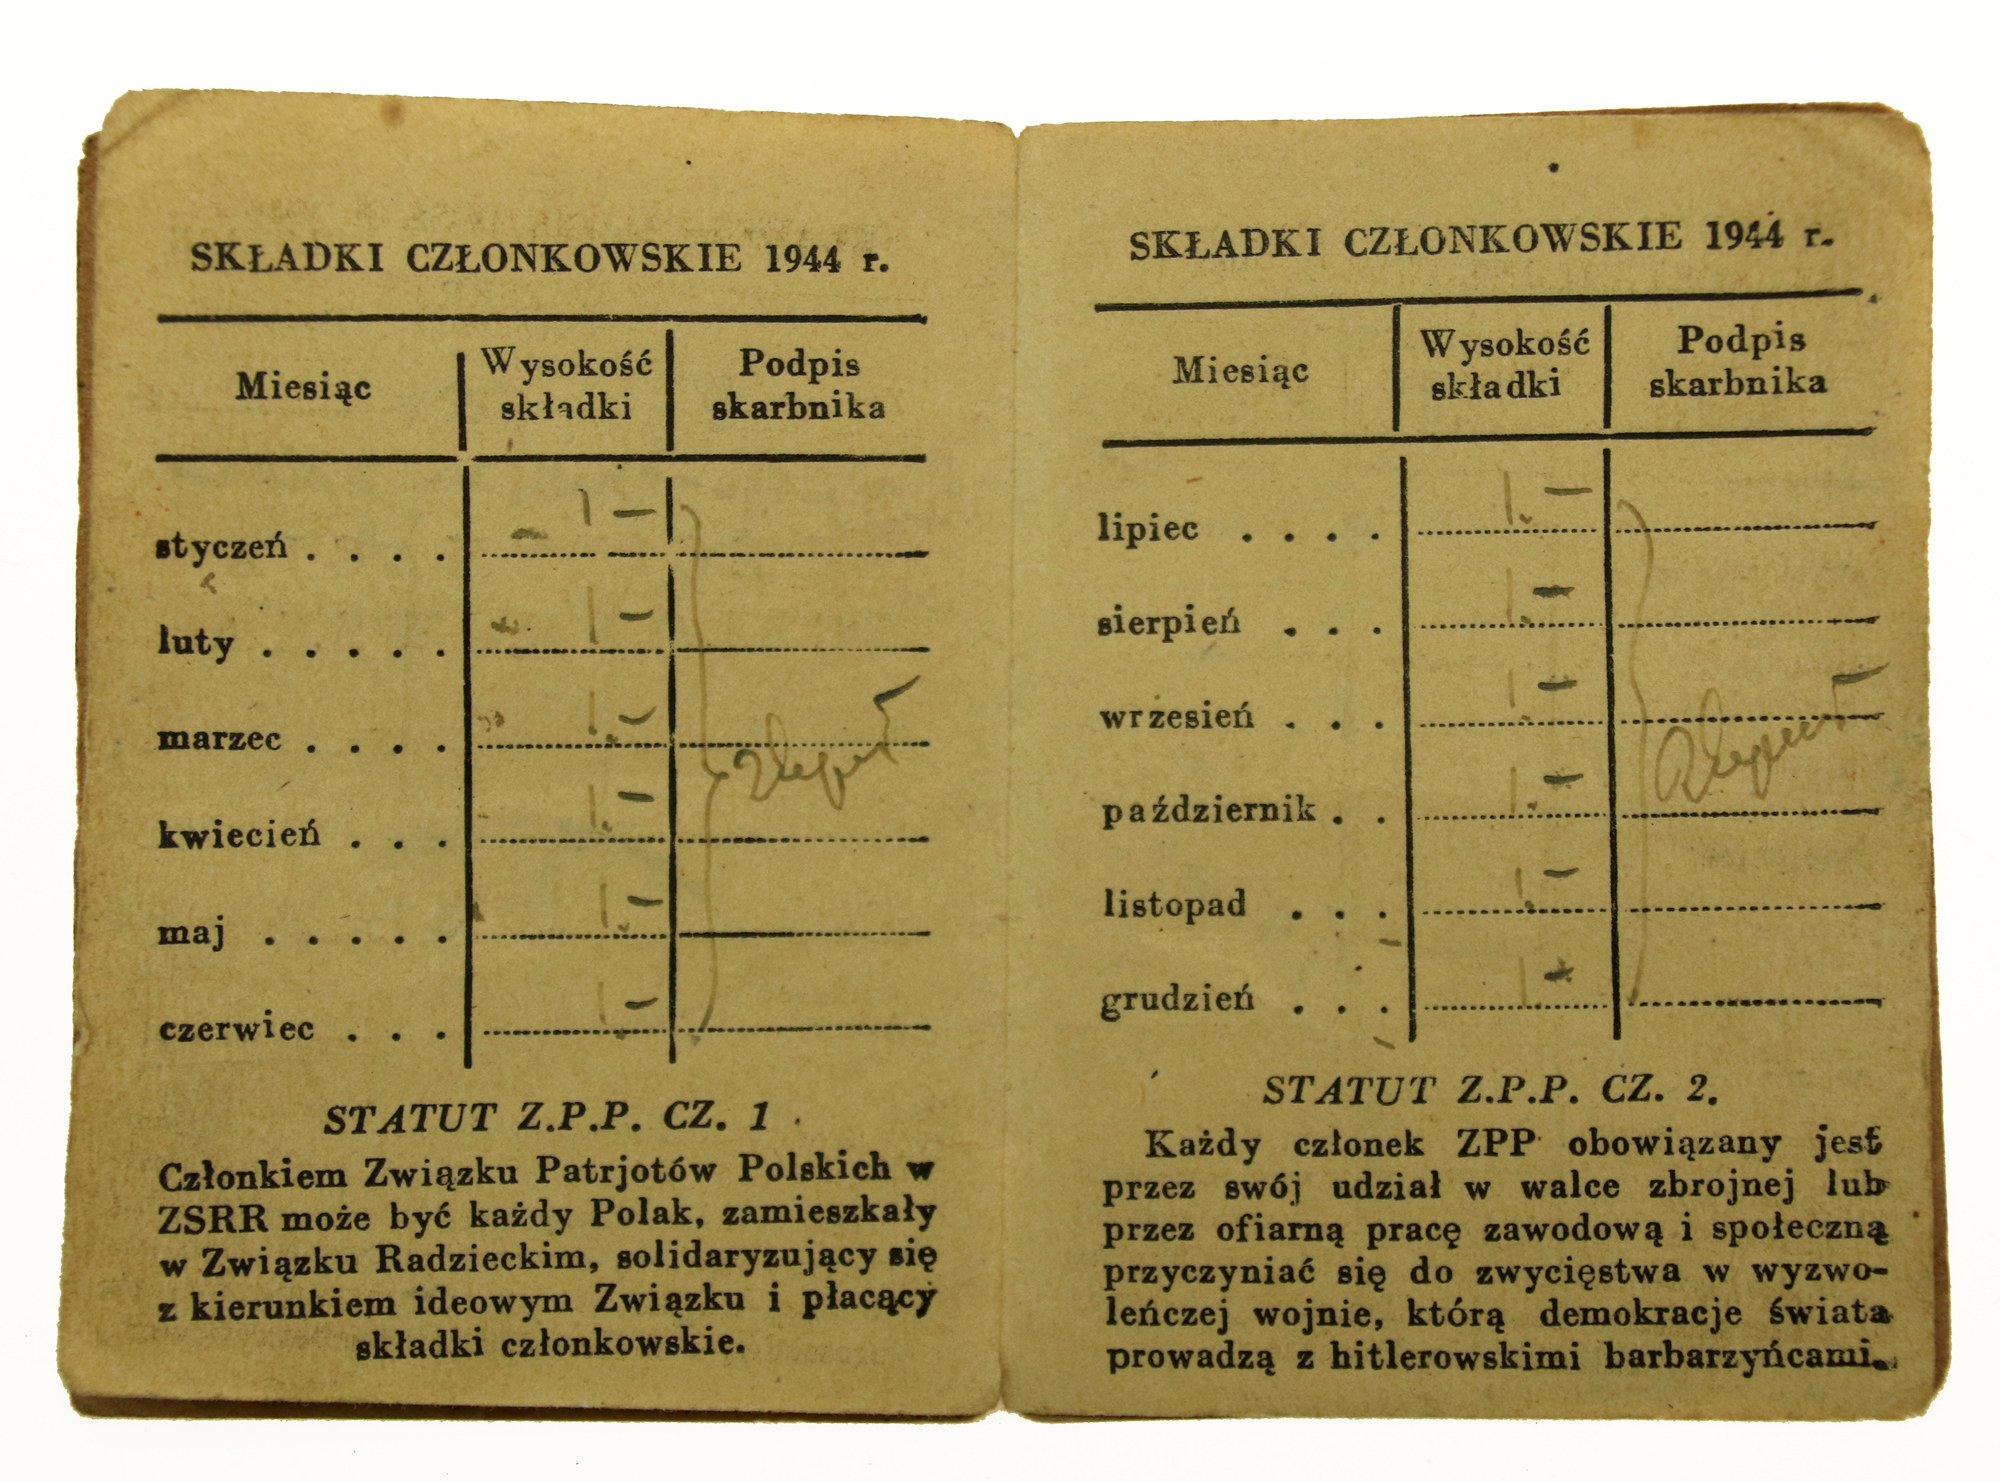 SKŁADKI CZŁONKOWSKIE 1944 r.
Miesiąc
Wysokość
składki
Podpis
skarbnika
styczeń . . . . 1 –
luty . . . . . 1 –
marzec . . . . 1. –
kwiecień . . . 1. –
maj . . . . . 1. –
czerwiec . . . 1. –
STATUT Z.P.P. CZ. 1
Członkiem Związku Patrjotów Polskich w
ZSRR może być każdy Polak, zamieszkały
w Związku Radzieckim, solidaryzujący się
z kierunkiem ideowym Związku i płacący
składki członkowskie.
SKŁADKI CZŁONKOWSKIE 1944 r.
Miesiąc
Wysokość
składki
Podpis
skarbnika
lipiec . . . . 1. –
sierpień . . . 1. –
wrzesień . . . 1. –
październik . . 1. –
listopad . . . 1. –
grudzień . . . 1. –
STATUT Z.P.P. CZ. 2.
Każdy członek ZPP obowiązany jest
przez swój udział w walce zbrojnej lub
przez ofiarną pracę zawodową i społeczną
przyczyniać się do zwycięstwa w wyzwo-
leńczej wojnie, którą demokracje świata
prowadzą z hitlerowskimi barbarzyńcami.